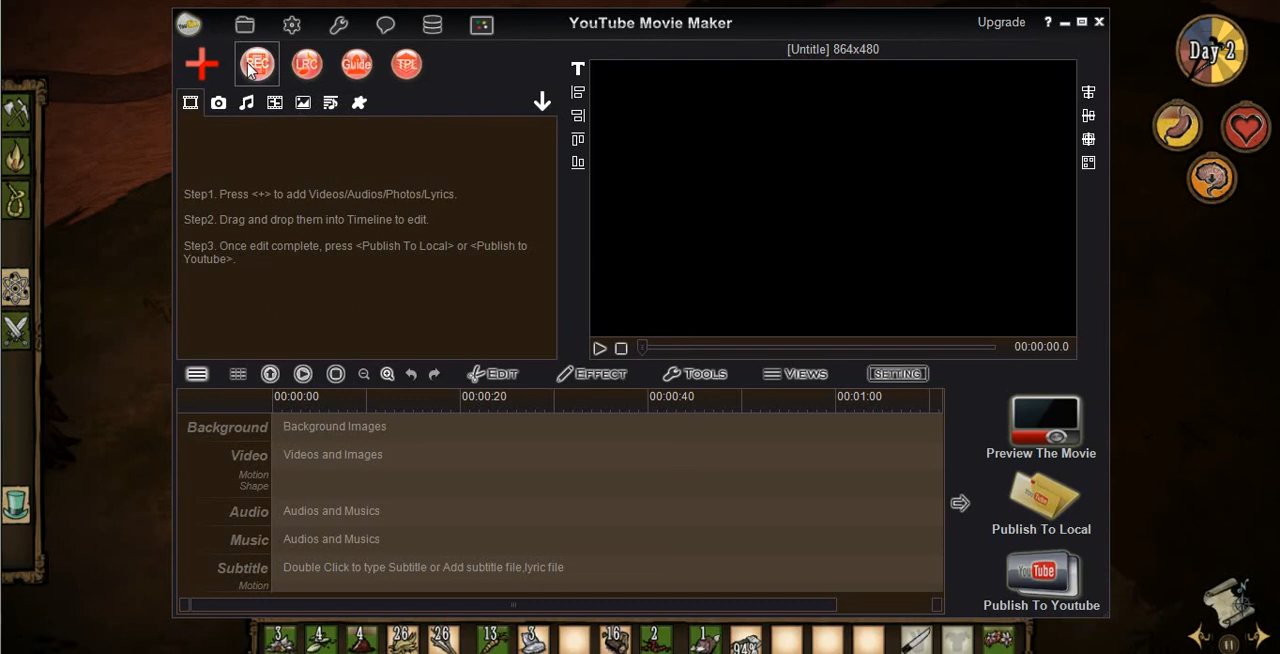 YouTube Movie Maker
Upgrade ?
REC LRC Guide TPL
[Untitle] 864x480
T
Day 2
Step1. Press <+> to add Videos/Audios/Photos/Lyrics.
Step2. Drag and drop them into Timeline to edit.
Step3. Once edit complete, press <Publish To Local> or <Publish to
Youtube>.
00:00:00.0
EDIT EFFECT TOOLS VIEWS SETTING
00:00:00 00:00:20 00:00:40 00:01:00
Background Background Images
Video Videos and Images
Motion
Shape
Audio Audios and Musics
Music Audios and Musics
Subtitle Double Click to type Subtitle or Add subtitle file,lyric file
Motion
Preview The Movie
Publish To Local
You Tube
Publish To Youtube
3 4 4 26 26 13 3 16 2 1 94%